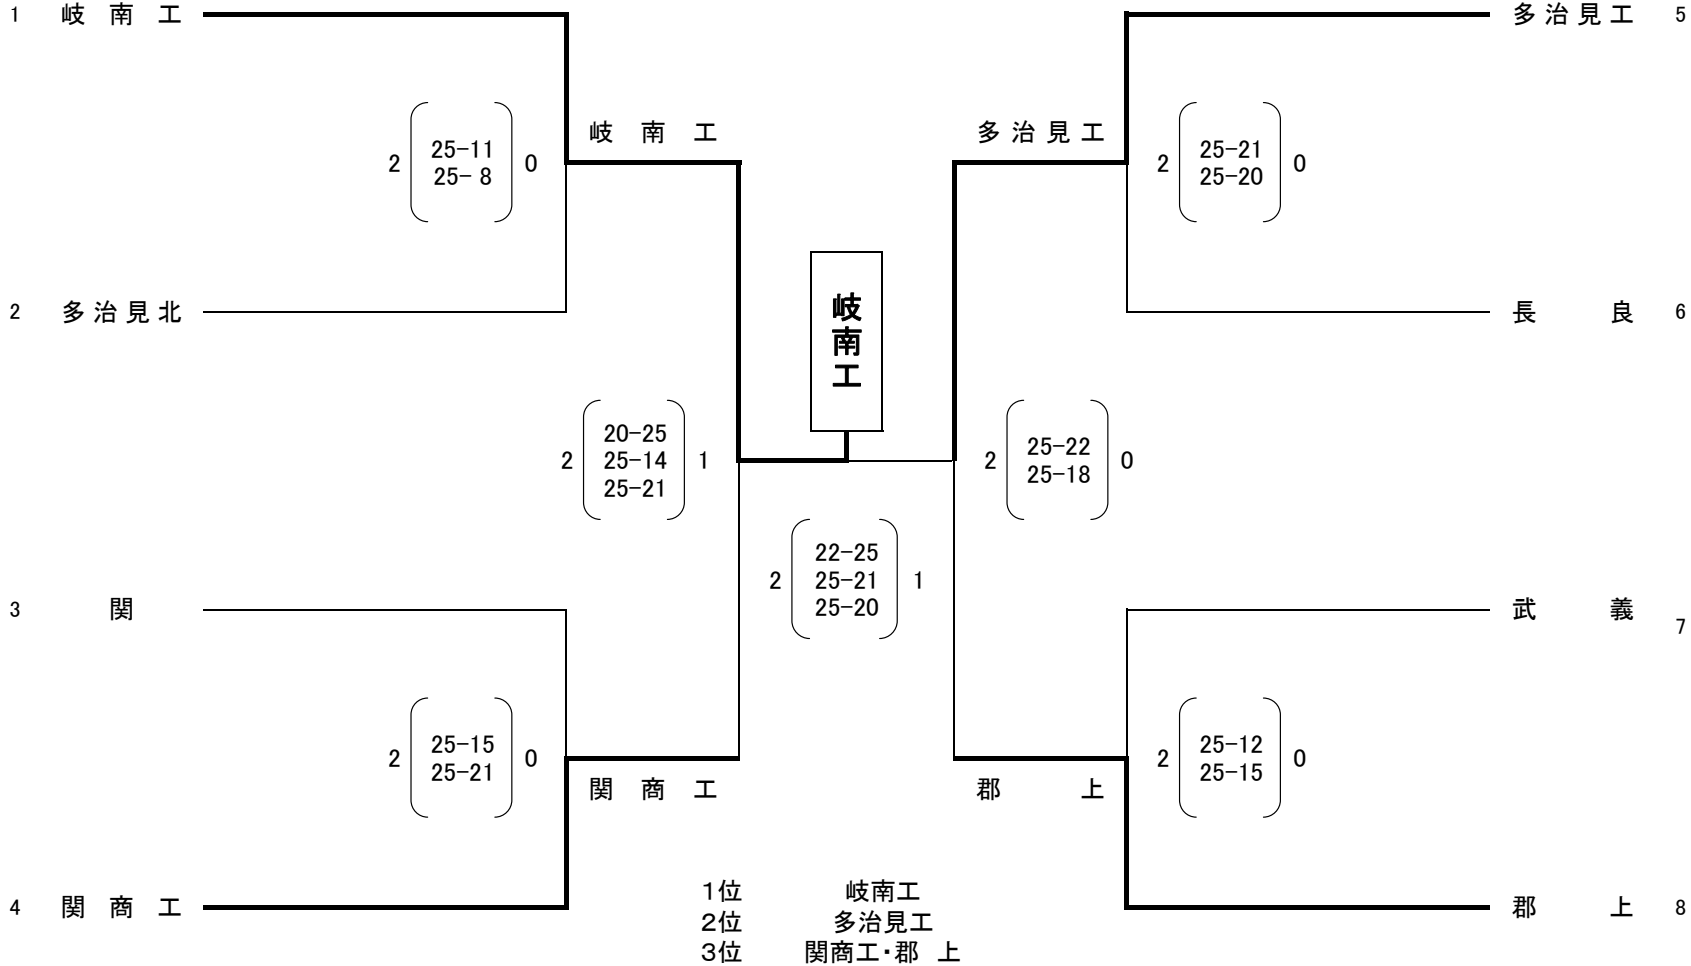 1 岐南工
多治見工 5
岐南工
多治見工
2 25-11 0
25- 8
2 25-21 0
25-20
岐南工
2 多治見北
長良 6
2 20-25 1
25-14
25-21
2 25-22 0
25-18
2 22-25 1
25-21
25-20
3 関
武義 7
2 25-15 0
25-21
2 25-12 0
25-15
関商工
郡上
4 関商工
郡上 8
1位 岐南工
2位 多治見工
3位 関商工・郡 上